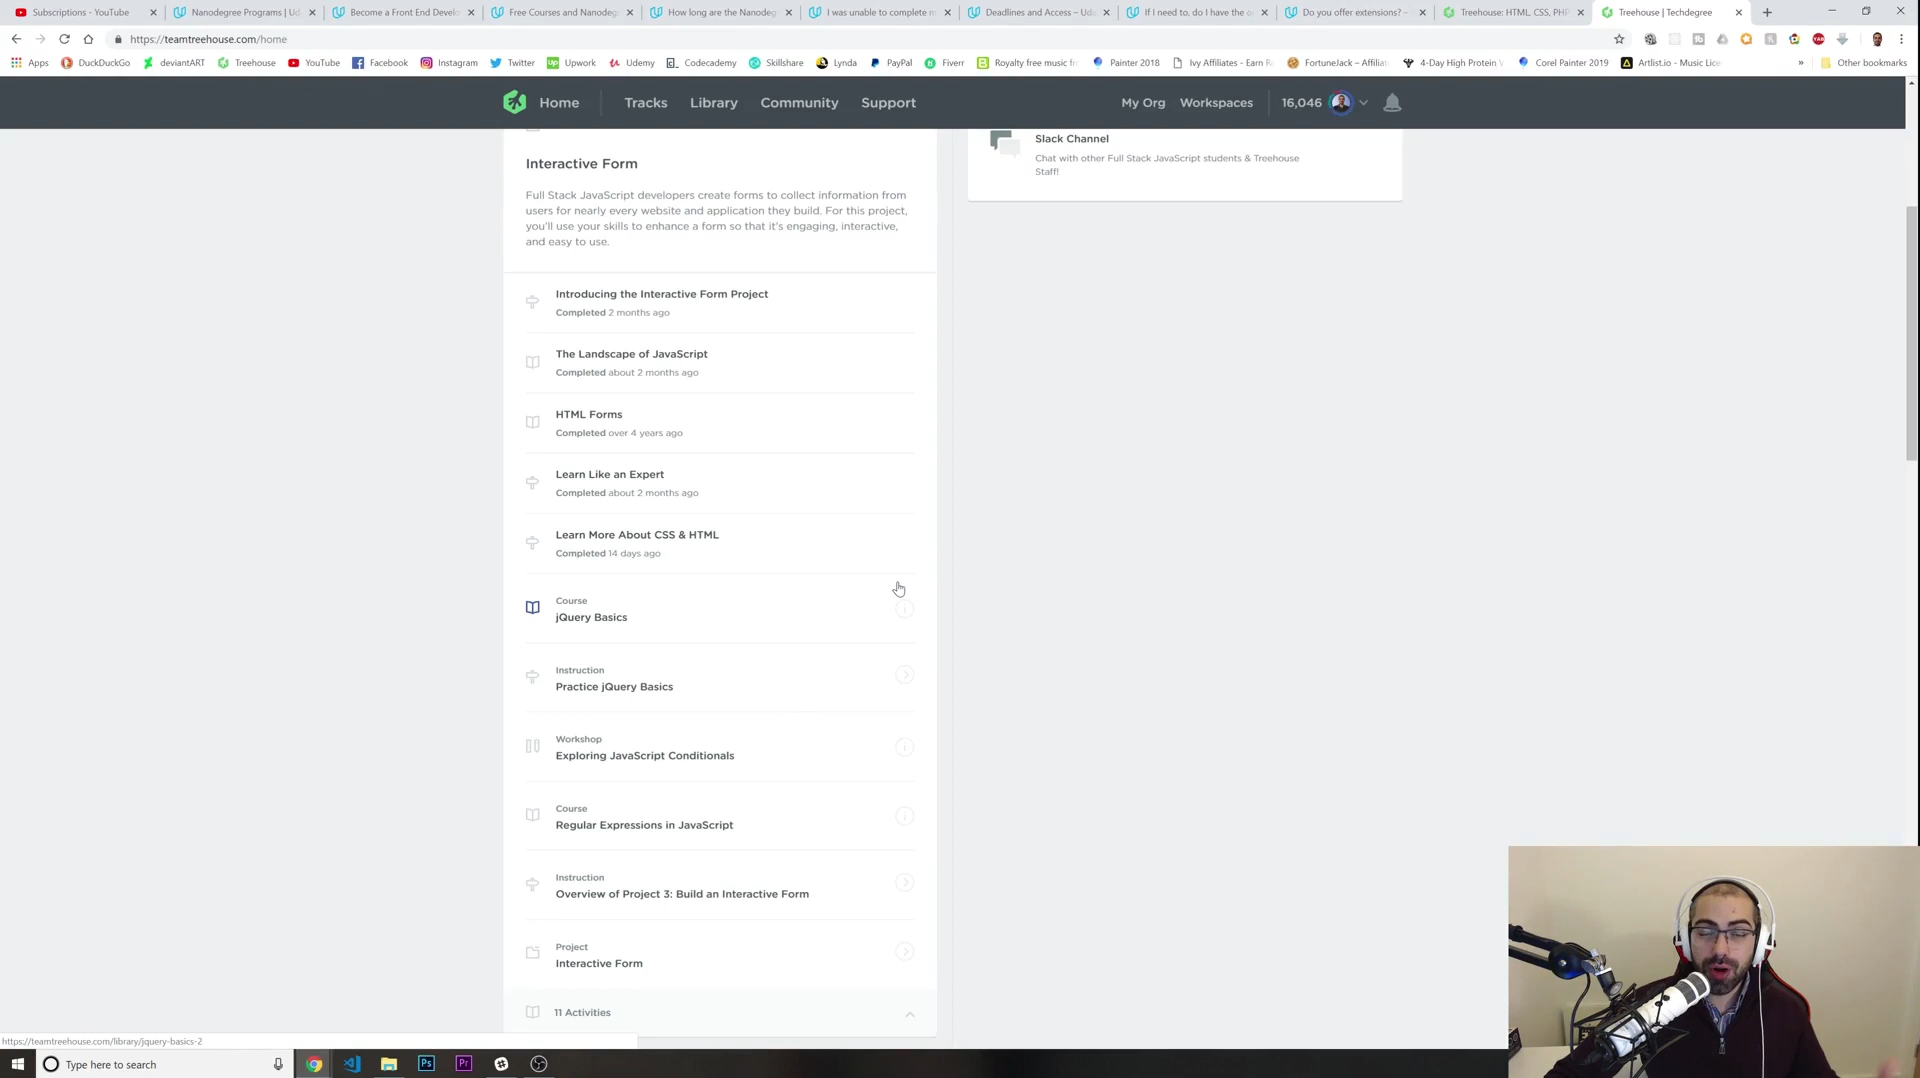 Subscriptions - YouTube
Nanodegree Programs | Ud
Become a Front End Develo
Free Courses and Nanodeg
How long are the Nanodeg
I was unable to complete m
Deadlines and Access – Uda
If I need to, do I have the o
Do you offer extensions? –
Treehouse: HTML, CSS, PHP
Treehouse | Techdegree
https://teamtreehouse.com/home
Apps
DuckDuckGo
deviantART
Treehouse
YouTube
Facebook
Instagram
Twitter
Upwork
Udemy
Codecademy
Skillshare
Lynda
PayPal
Fiverr
Royalty free music f
Painter 2018
Ivy Affiliates - Earn R
FortuneJack – Affiliat
4-Day High Protein V
Corel Painter 2019
Artlist.io - Music Lice
Other bookmarks
Home
Tracks
Library
Community
Support
My Org
Workspaces
16,046
Slack Channel
Chat with other Full Stack JavaScript students & Treehouse
Staff!
Interactive Form
Full Stack JavaScript developers create forms to collect information from
users for nearly every website and application they build. For this project,
you'll use your skills to enhance a form so that it's engaging, interactive,
and easy to use.
Introducing the Interactive Form Project
Completed 2 months ago
The Landscape of JavaScript
Completed about 2 months ago
HTML Forms
Completed over 4 years ago
Learn Like an Expert
Completed about 2 months ago
Learn More About CSS & HTML
Completed 14 days ago
Course
jQuery Basics
Instruction
Practice jQuery Basics
Workshop
Exploring JavaScript Conditionals
Course
Regular Expressions in JavaScript
Instruction
Overview of Project 3: Build an Interactive Form
Project
Interactive Form
11 Activities
https://teamtreehouse.com/library/jquery-basics-2
Type here to search
Ps
Pr